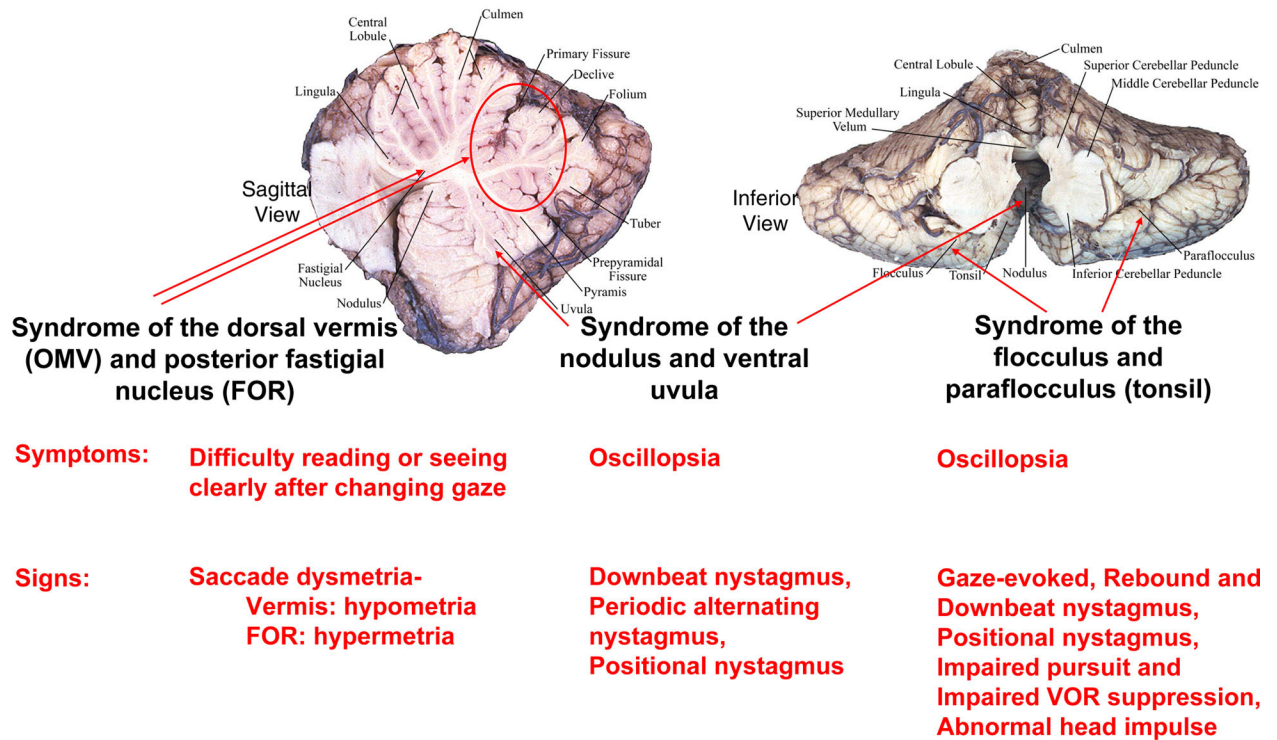 Culmen
Central
Lobule
Primary Fissure
Declive
Folium
Lingula
Sagittal
View
Tuber
Fastigial
Nucleus
Prepyramidal
Fissure
Nodulus
Pyramis
Uvula
Culmen
Central Lobule
Superior Cerebellar Peduncle
Lingula
Middle Cerebellar Peduncle
Superior Medullary
Velum
Inferior
View
Paraflocculus
Flocculus
Tonsil
Nodulus
Inferior Cerebellar Peduncle
Syndrome of the dorsal vermis
(OMV) and posterior fastigial
nucleus (FOR)
Syndrome of the
nodulus and ventral
uvula
Syndrome of the
flocculus and
paraflocculus (tonsil)
Symptoms:
Difficulty reading or seeing
clearly after changing gaze
Oscillopsia
Oscillopsia
Signs:
Saccade dysmetria-
Vermis: hypometria
FOR: hypermetria
Downbeat nystagmus,
Periodic alternating
nystagmus,
Positional nystagmus
Gaze-evoked, Rebound and
Downbeat nystagmus,
Positional nystagmus,
Impaired pursuit and
Impaired VOR suppression,
Abnormal head impulse